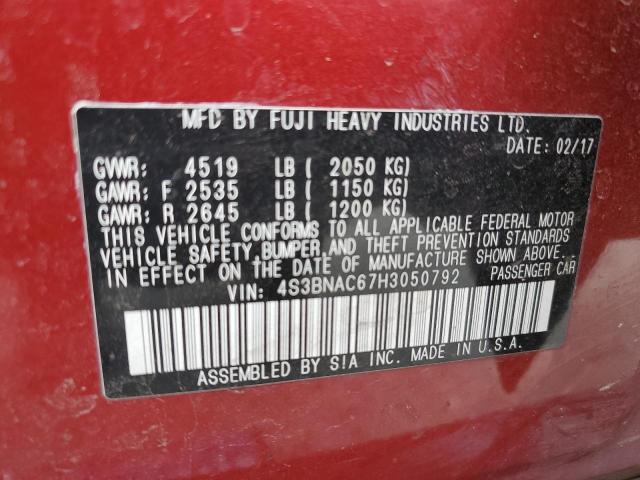 MFD BY FUJI HEAVY INDUSTRIES LTD.
DATE: 02/17
GVWR: 4519 LB ( 2050 KG)
GAWR: F 2535 LB ( 1150 KG)
GAWR: R 2645 LB ( 1200 KG)
THIS VEHICLE CONFORMS TO ALL APPLICABLE FEDERAL MOTOR
VEHICLE SAFETY, BUMPER, AND THEFT PREVENTION STANDARDS
IN EFFECT ON THE DATE OF MANUFACTURE SHOWN ABOVE.
VIN: 4S3BNAC67H3050792 PASSENGER CAR
ASSEMBLED BY SIA INC. MADE IN U.S.A.